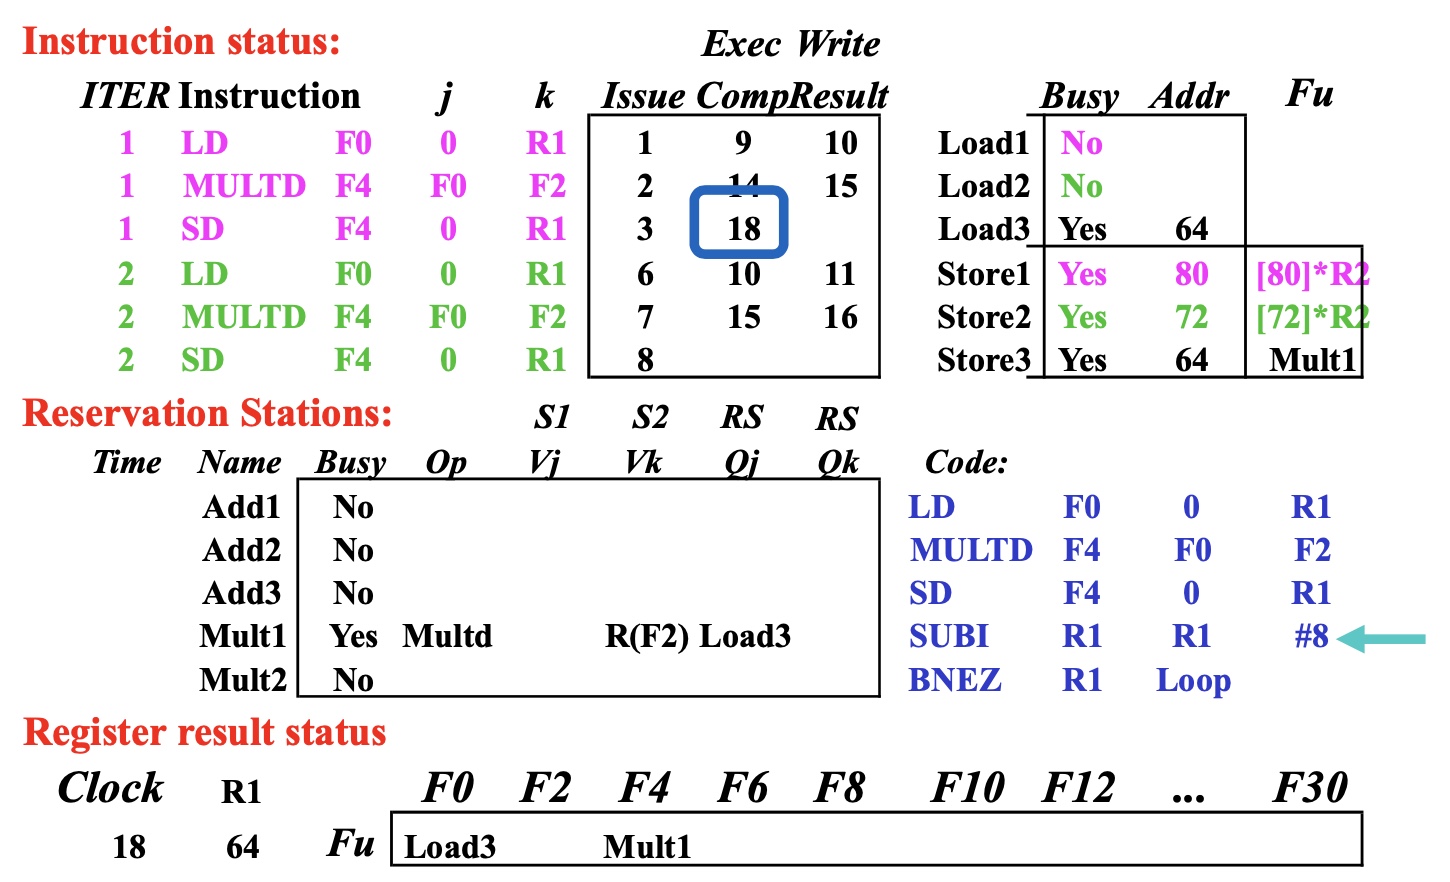 Instruction status: Exec Write
ITER Instruction j k Issue Comp Result Busy Addr Fu
1 LD F0 0 R1 1 9 10 Load1 No
1 MULTD F4 F0 F2 2 14 15 Load2 No
1 SD F4 0 R1 3 18 Load3 Yes 64
2 LD F0 0 R1 6 10 11 Store1 Yes 80 [80]*R2
2 MULTD F4 F0 F2 7 15 16 Store2 Yes 72 [72]*R2
2 SD F4 0 R1 8 Store3 Yes 64 Mult1
Reservation Stations: S1 S2 RS RS
Time Name Busy Op Vj Vk Qj Qk Code:
Add1 No LD F0 0 R1
Add2 No MULTD F4 F0 F2
Add3 No SD F4 0 R1
Mult1 Yes Multd R(F2) Load3 SUBI R1 R1 #8
Mult2 No BNEZ R1 Loop
Register result status
Clock R1 F0 F2 F4 F6 F8 F10 F12 ... F30
18 64 Fu Load3 Mult1